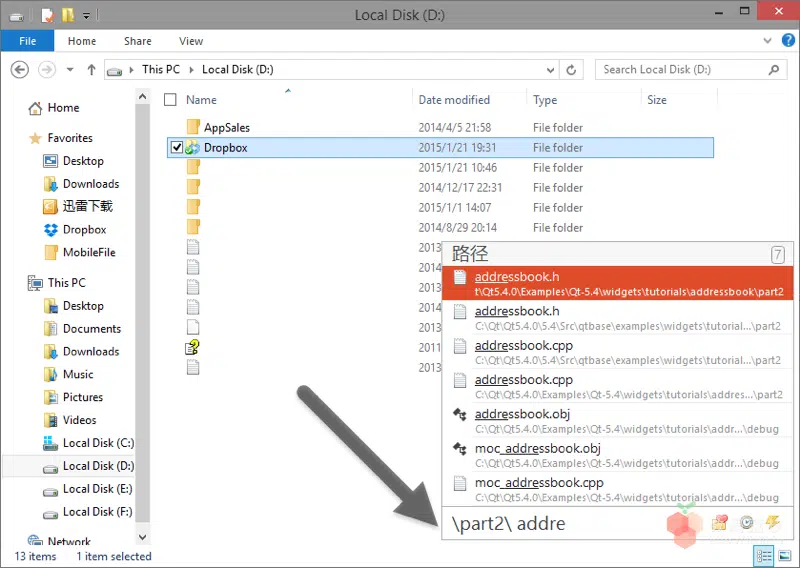 Local Disk (D:)
File Home Share View
This PC Local Disk (D:) Search Local Disk (D:)
Name Date modified Type Size
Home
Favorites
Desktop
Downloads
迅雷下载
Dropbox
MobileFile
This PC
Desktop
Documents
Downloads
Music
Pictures
Videos
Local Disk (C:)
Local Disk (D:)
Local Disk (E:)
Local Disk (F:)
Network
AppSales 2014/4/5 21:58 File folder
Dropbox 2015/1/21 19:31 File folder
2015/1/21 10:46 File folder
2014/12/17 22:31 File folder
2015/1/1 14:07 File folder
2014/8/29 20:14 File folder
2013
2014
2013
2014
2013
2011
2013
路径 7
addressbook.h
t\Qt5.4.0\Examples\Qt-5.4\widgets\tutorials\addressbook\part2
addressbook.h
C:\Qt\Qt5.4.0\5.4\Src\qtbase\examples\widgets\tutorial...\part2
addressbook.cpp
C:\Qt\Qt5.4.0\5.4\Src\qtbase\examples\widgets\tutorial...\part2
addressbook.cpp
C:\Qt\Qt5.4.0\Examples\Qt-5.4\widgets\tutorials\addres...\part2
addressbook.obj
C:\Qt\Qt5.4.0\Examples\Qt-5.4\widgets\tutorials\addr...\debug
moc_addressbook.obj
C:\Qt\Qt5.4.0\Examples\Qt-5.4\widgets\tutorials\addr...\debug
moc_addressbook.cpp
C:\Qt\Qt5.4.0\Examples\Qt-5.4\widgets\tutorials\addr...\debug
\part2\ addre
13 items 1 item selected